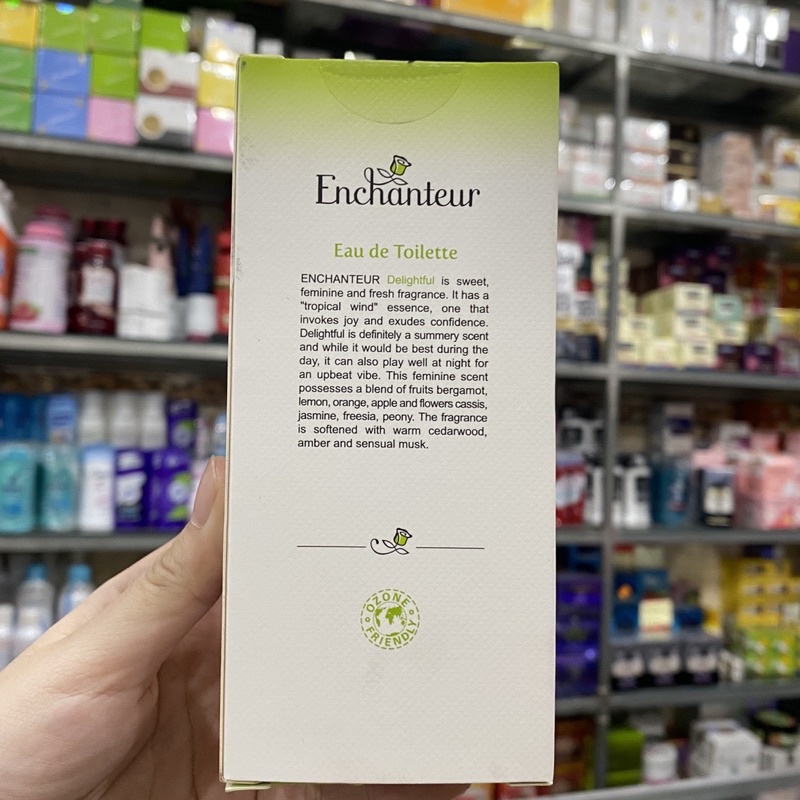 Enchanteur
Eau de Toilette
ENCHANTEUR Delightful is sweet,
feminine and fresh fragrance. It has a
"tropical wind" essence, one that
invokes joy and exudes confidence.
Delightful is definitely a summery scent
and while it would be best during the
day, it can also play well at night for
an upbeat vibe. This feminine scent
possesses a blend of fruits bergamot,
lemon, orange, apple and flowers cassis,
jasmine, freesia, peony. The fragrance
is softened with warm cedarwood,
amber and sensual musk.
OZONE
FRIENDLY